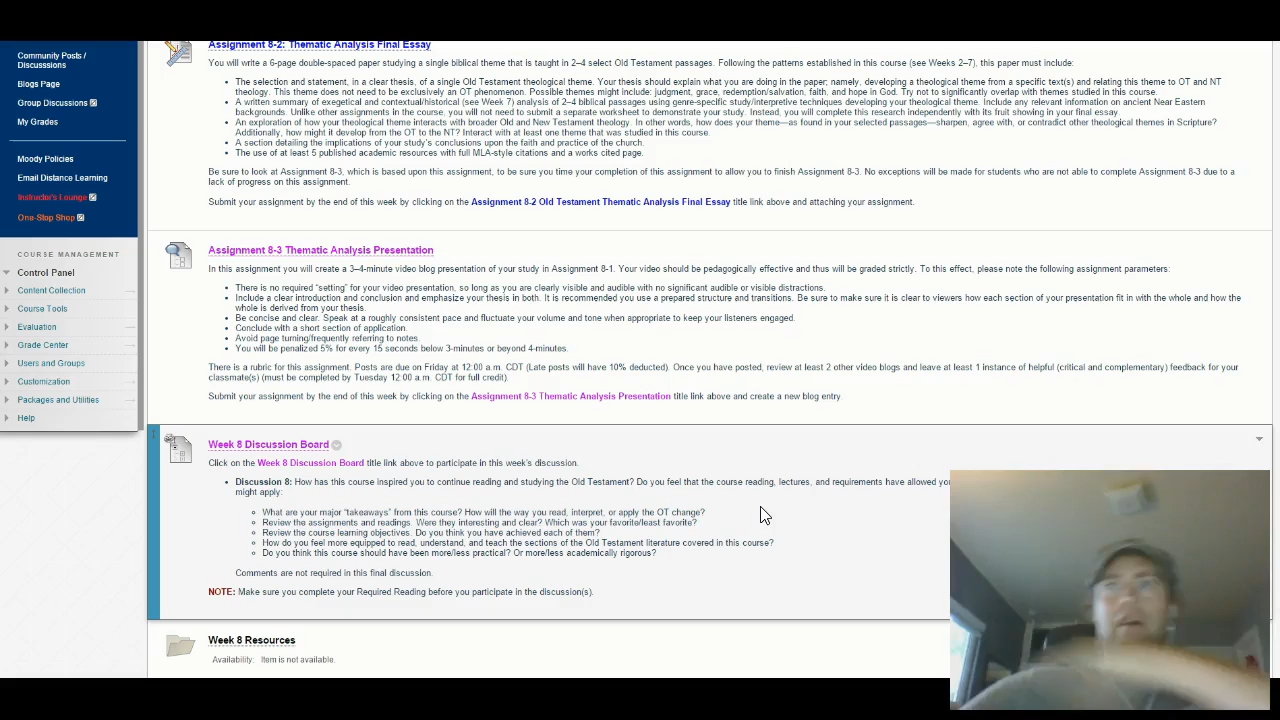 Community Posts /
Discusssions
Blogs Page
Group Discussions
My Grades
Moody Policies
Email Distance Learning
Instructor's Lounge
One-Stop Shop
COURSE MANAGEMENT
Control Panel
Content Collection
Course Tools
Evaluation
Grade Center
Users and Groups
Customization
Packages and Utilities
Help
Assignment 8-2: Thematic Analysis Final Essay
You will write a 6-page double-spaced paper studying a single biblical theme that is taught in 2–4 select Old Testament passages. Following the patterns established in this course (see Weeks 2–7), this paper must include:
The selection and statement, in a clear thesis, of a single Old Testament theological theme. Your thesis should explain what you are doing in the paper; namely, developing a theological theme from a specific text(s) and relating this theme to OT and NT
theology. This theme does not need to be exclusively an OT phenomenon. Possible themes might include: judgment, grace, redemption/salvation, faith, and hope in God. Try not to significantly overlap with themes studied in this course.
A written summary of exegetical and contextual/historical (see Week 7) analysis of 2–4 biblical passages using genre-specific study/interpretive techniques developing your theological theme. Include any relevant information on ancient Near Eastern
backgrounds. Unlike other assignments in the course, you will not need to submit a separate worksheet to demonstrate your study. Instead, you will complete this research independently with its fruit showing in your final essay.
An exploration of how your theological theme interacts with broader Old and New Testament theology. In other words, how does your theme—as found in your selected passages—sharpen, agree with, or contradict other theological themes in Scripture?
Additionally, how might it develop from the OT to the NT? Interact with at least one theme that was studied in this course.
A section detailing the implications of your study's conclusions upon the faith and practice of the church.
The use of at least 5 published academic resources with full MLA-style citations and a works cited page.
Be sure to look at Assignment 8-3, which is based upon this assignment, to be sure you time your completion of this assignment to allow you to finish Assignment 8-3. No exceptions will be made for students who are not able to complete Assignment 8-3 due to a
lack of progress on this assignment.
Submit your assignment by the end of this week by clicking on the Assignment 8-2 Old Testament Thematic Analysis Final Essay title link above and attaching your assignment.
Assignment 8-3 Thematic Analysis Presentation
In this assignment you will create a 3–4-minute video blog presentation of your study in Assignment 8-1. Your video should be pedagogically effective and thus will be graded strictly. To this effect, please note the following assignment parameters:
There is no required “setting” for your video presentation, so long as you are clearly visible and audible with no significant audible or visible distractions.
Include a clear introduction and conclusion and emphasize your thesis in both. It is recommended you use a prepared structure and transitions. Be sure to make sure it is clear to viewers how each section of your presentation fit in with the whole and how the
whole is derived from your thesis.
Be concise and clear. Speak at a roughly consistent pace and fluctuate your volume and tone when appropriate to keep your listeners engaged.
Conclude with a short section of application.
Avoid page turning/frequently referring to notes.
You will be penalized 5% for every 15 seconds below 3-minutes or beyond 4-minutes.
There is a rubric for this assignment. Posts are due on Friday at 12:00 a.m. CDT (Late posts will have 10% deducted). Once you have posted, review at least 2 other video blogs and leave at least 1 instance of helpful (critical and complementary) feedback for your
classmate(s) (must be completed by Tuesday 12:00 a.m. CDT for full credit).
Submit your assignment by the end of this week by clicking on the Assignment 8-3 Thematic Analysis Presentation title link above and create a new blog entry.
Week 8 Discussion Board
Click on the Week 8 Discussion Board title link above to participate in this week's discussion.
Discussion 8: How has this course inspired you to continue reading and studying the Old Testament? Do you feel that the course reading, lectures, and requirements have allowed
might apply:
What are your major “takeaways” from this course? How will the way you read, interpret, or apply the OT change?
Review the assignments and readings. Were they interesting and clear? Which was your favorite/least favorite?
Review the course learning objectives. Do you think you have achieved each of them?
How do you feel more equipped to read, understand, and teach the sections of the Old Testament literature covered in this course?
Do you think this course should have been more/less practical? Or more/less academically rigorous?
Comments are not required in this final discussion.
NOTE: Make sure you complete your Required Reading before you participate in the discussion(s).
Week 8 Resources
Availability: Item is not available.